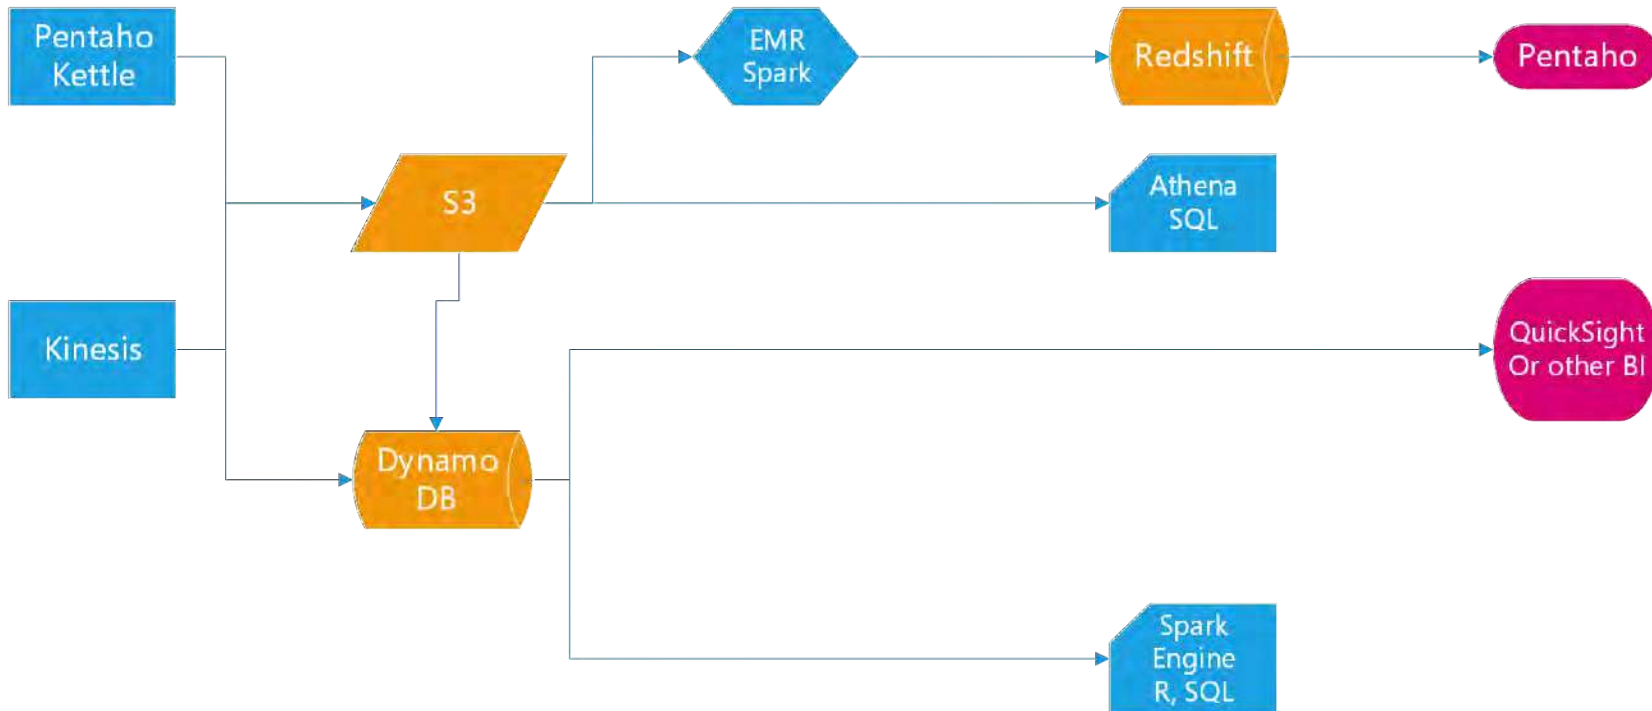 Pentaho
Kettle
EMR
Spark
Redshift
Pentaho
S3
Athena
SQL
Kinesis
QuickSight
Or other BI
Dynamo
DB
Spark
Engine
R, SQL